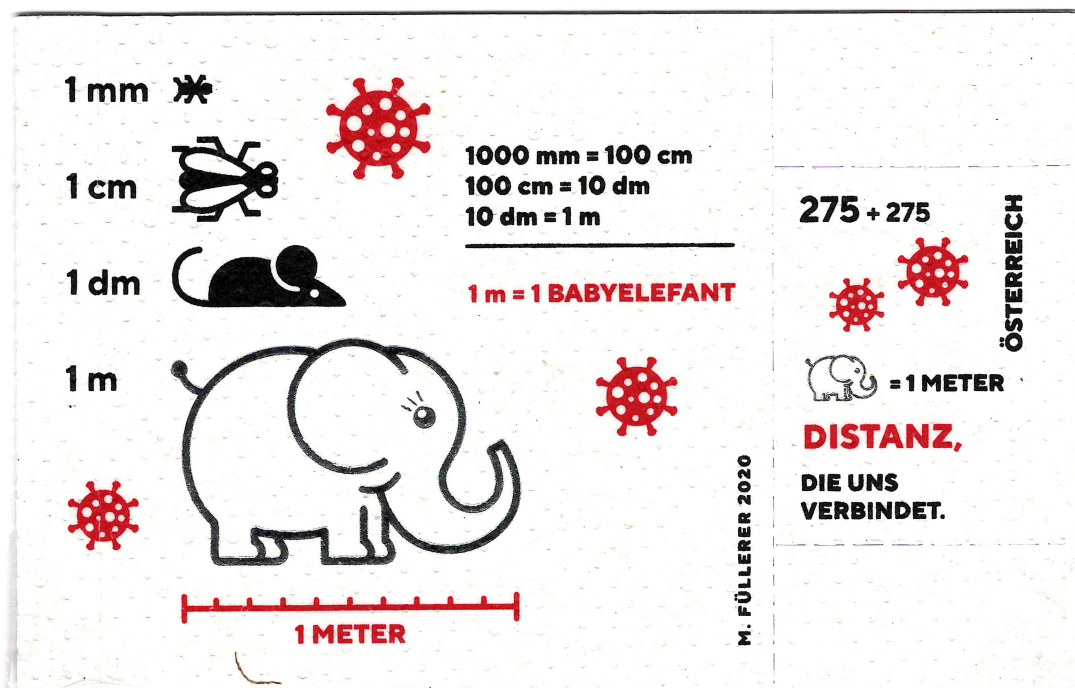 1 mm
1 cm
1 dm
1 m
1000 mm = 100 cm
100 cm = 10 dm
10 dm = 1 m
1 m = 1 BABYELEFANT
1 METER
M. FÜLLERER 2020
275 + 275
ÖSTERREICH
= 1 METER
DISTANZ,
DIE UNS
VERBINDET.